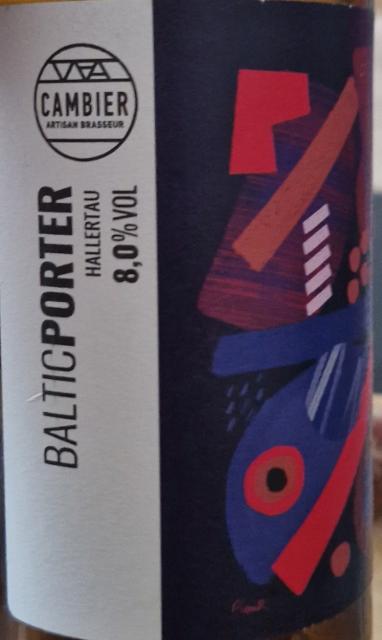 CAMBIER
ARTISAN BRASSEUR
BALTICPORTER
HALLERTAU
8,0% VOL